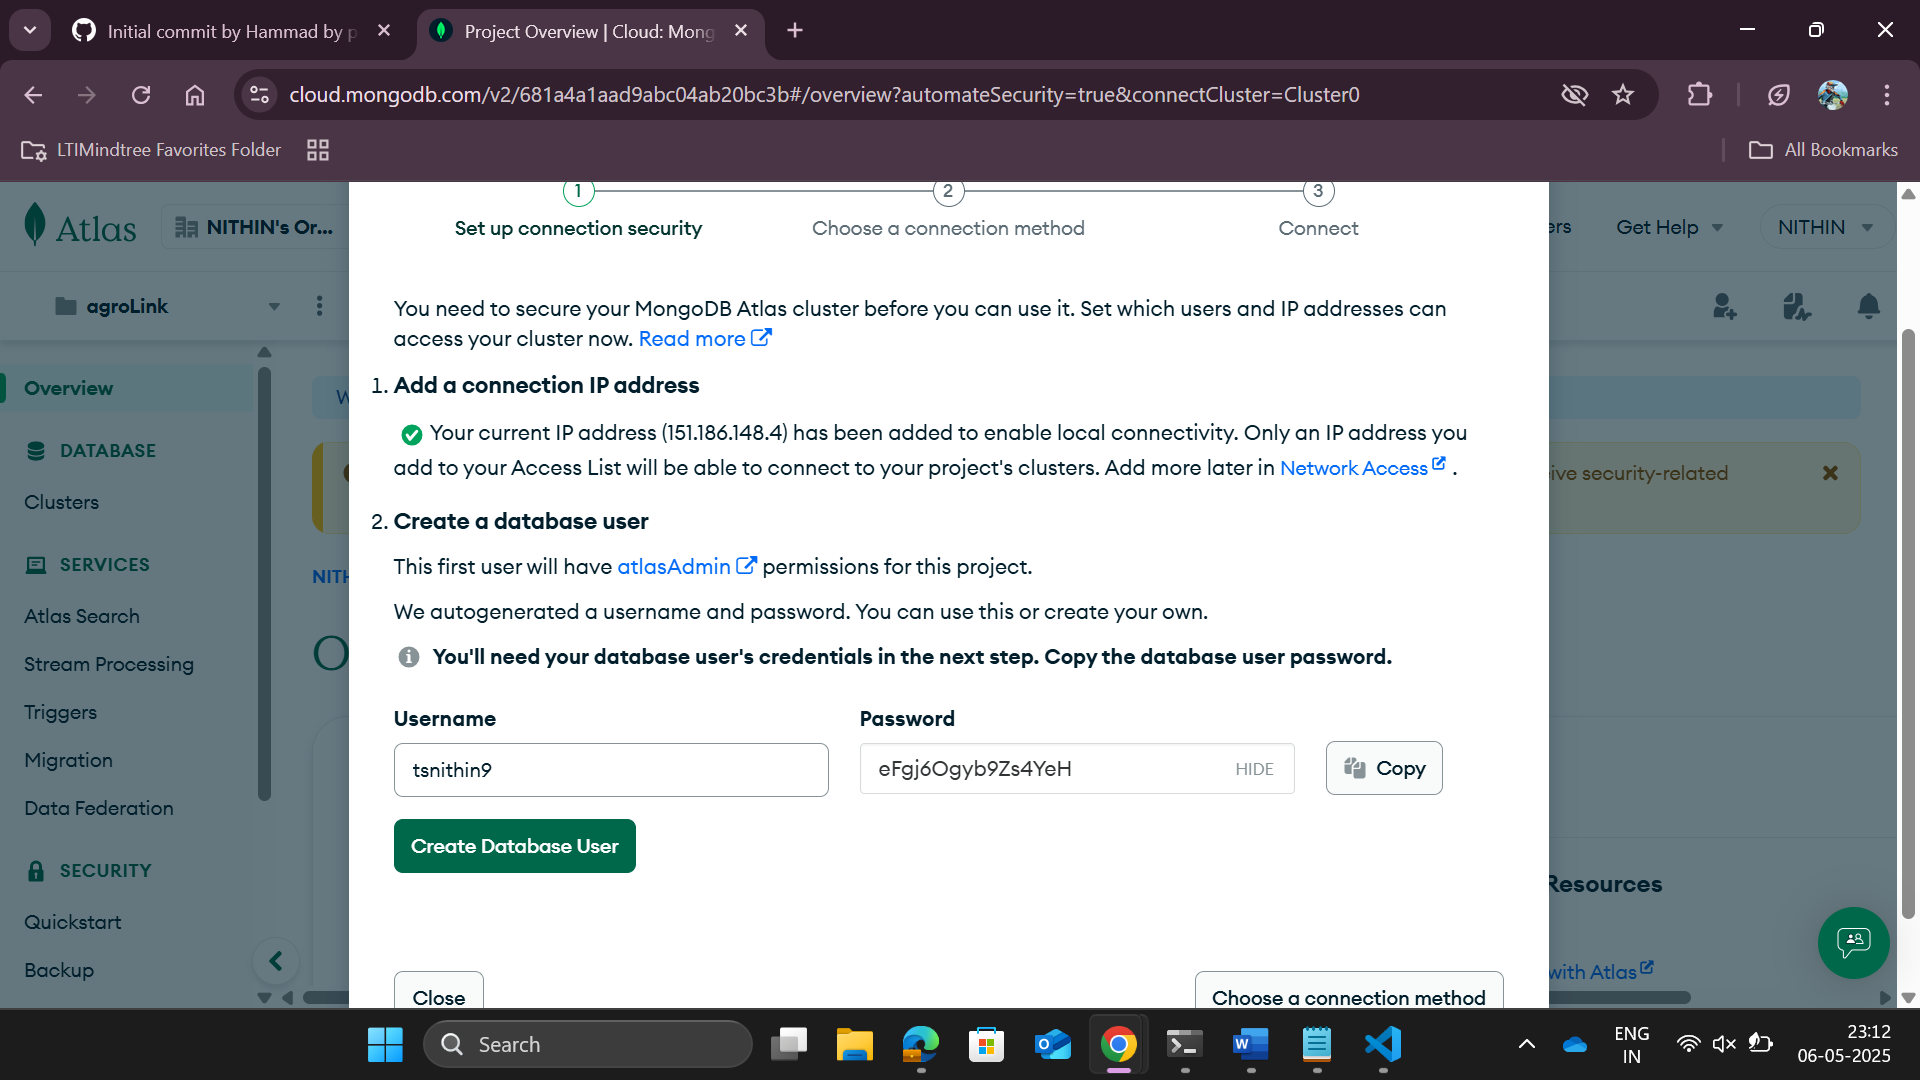 Initial commit by Hammad by p
Project Overview | Cloud: Mong
cloud.mongodb.com/v2/681a4a1aad9abc04ab20bc3b#/overview?automateSecurity=true&connectCluster=Cluster0
LTIMindtree Favorites Folder
All Bookmarks
1
2
3
Set up connection security
Choose a connection method
Connect
Atlas
NITHIN's Or...
ers
Get Help
NITHIN
agroLink
You need to secure your MongoDB Atlas cluster before you can use it. Set which users and IP addresses can
access your cluster now. Read more
1. Add a connection IP address
Your current IP address (151.186.148.4) has been added to enable local connectivity. Only an IP address you
add to your Access List will be able to connect to your project's clusters. Add more later in Network Access .
2. Create a database user
This first user will have atlasAdmin permissions for this project.
We autogenerated a username and password. You can use this or create your own.
You'll need your database user's credentials in the next step. Copy the database user password.
Username
Password
tsnithin9
eFgj6Ogyb9Zs4YeH
HIDE
Copy
Create Database User
Close
Choose a connection method
Overview
DATABASE
Clusters
SERVICES
Atlas Search
Stream Processing
Triggers
Migration
Data Federation
SECURITY
Quickstart
Backup
W
NITH
O
ive security-related
Resources
with Atlas
Search
ENG
IN
23:12
06-05-2025